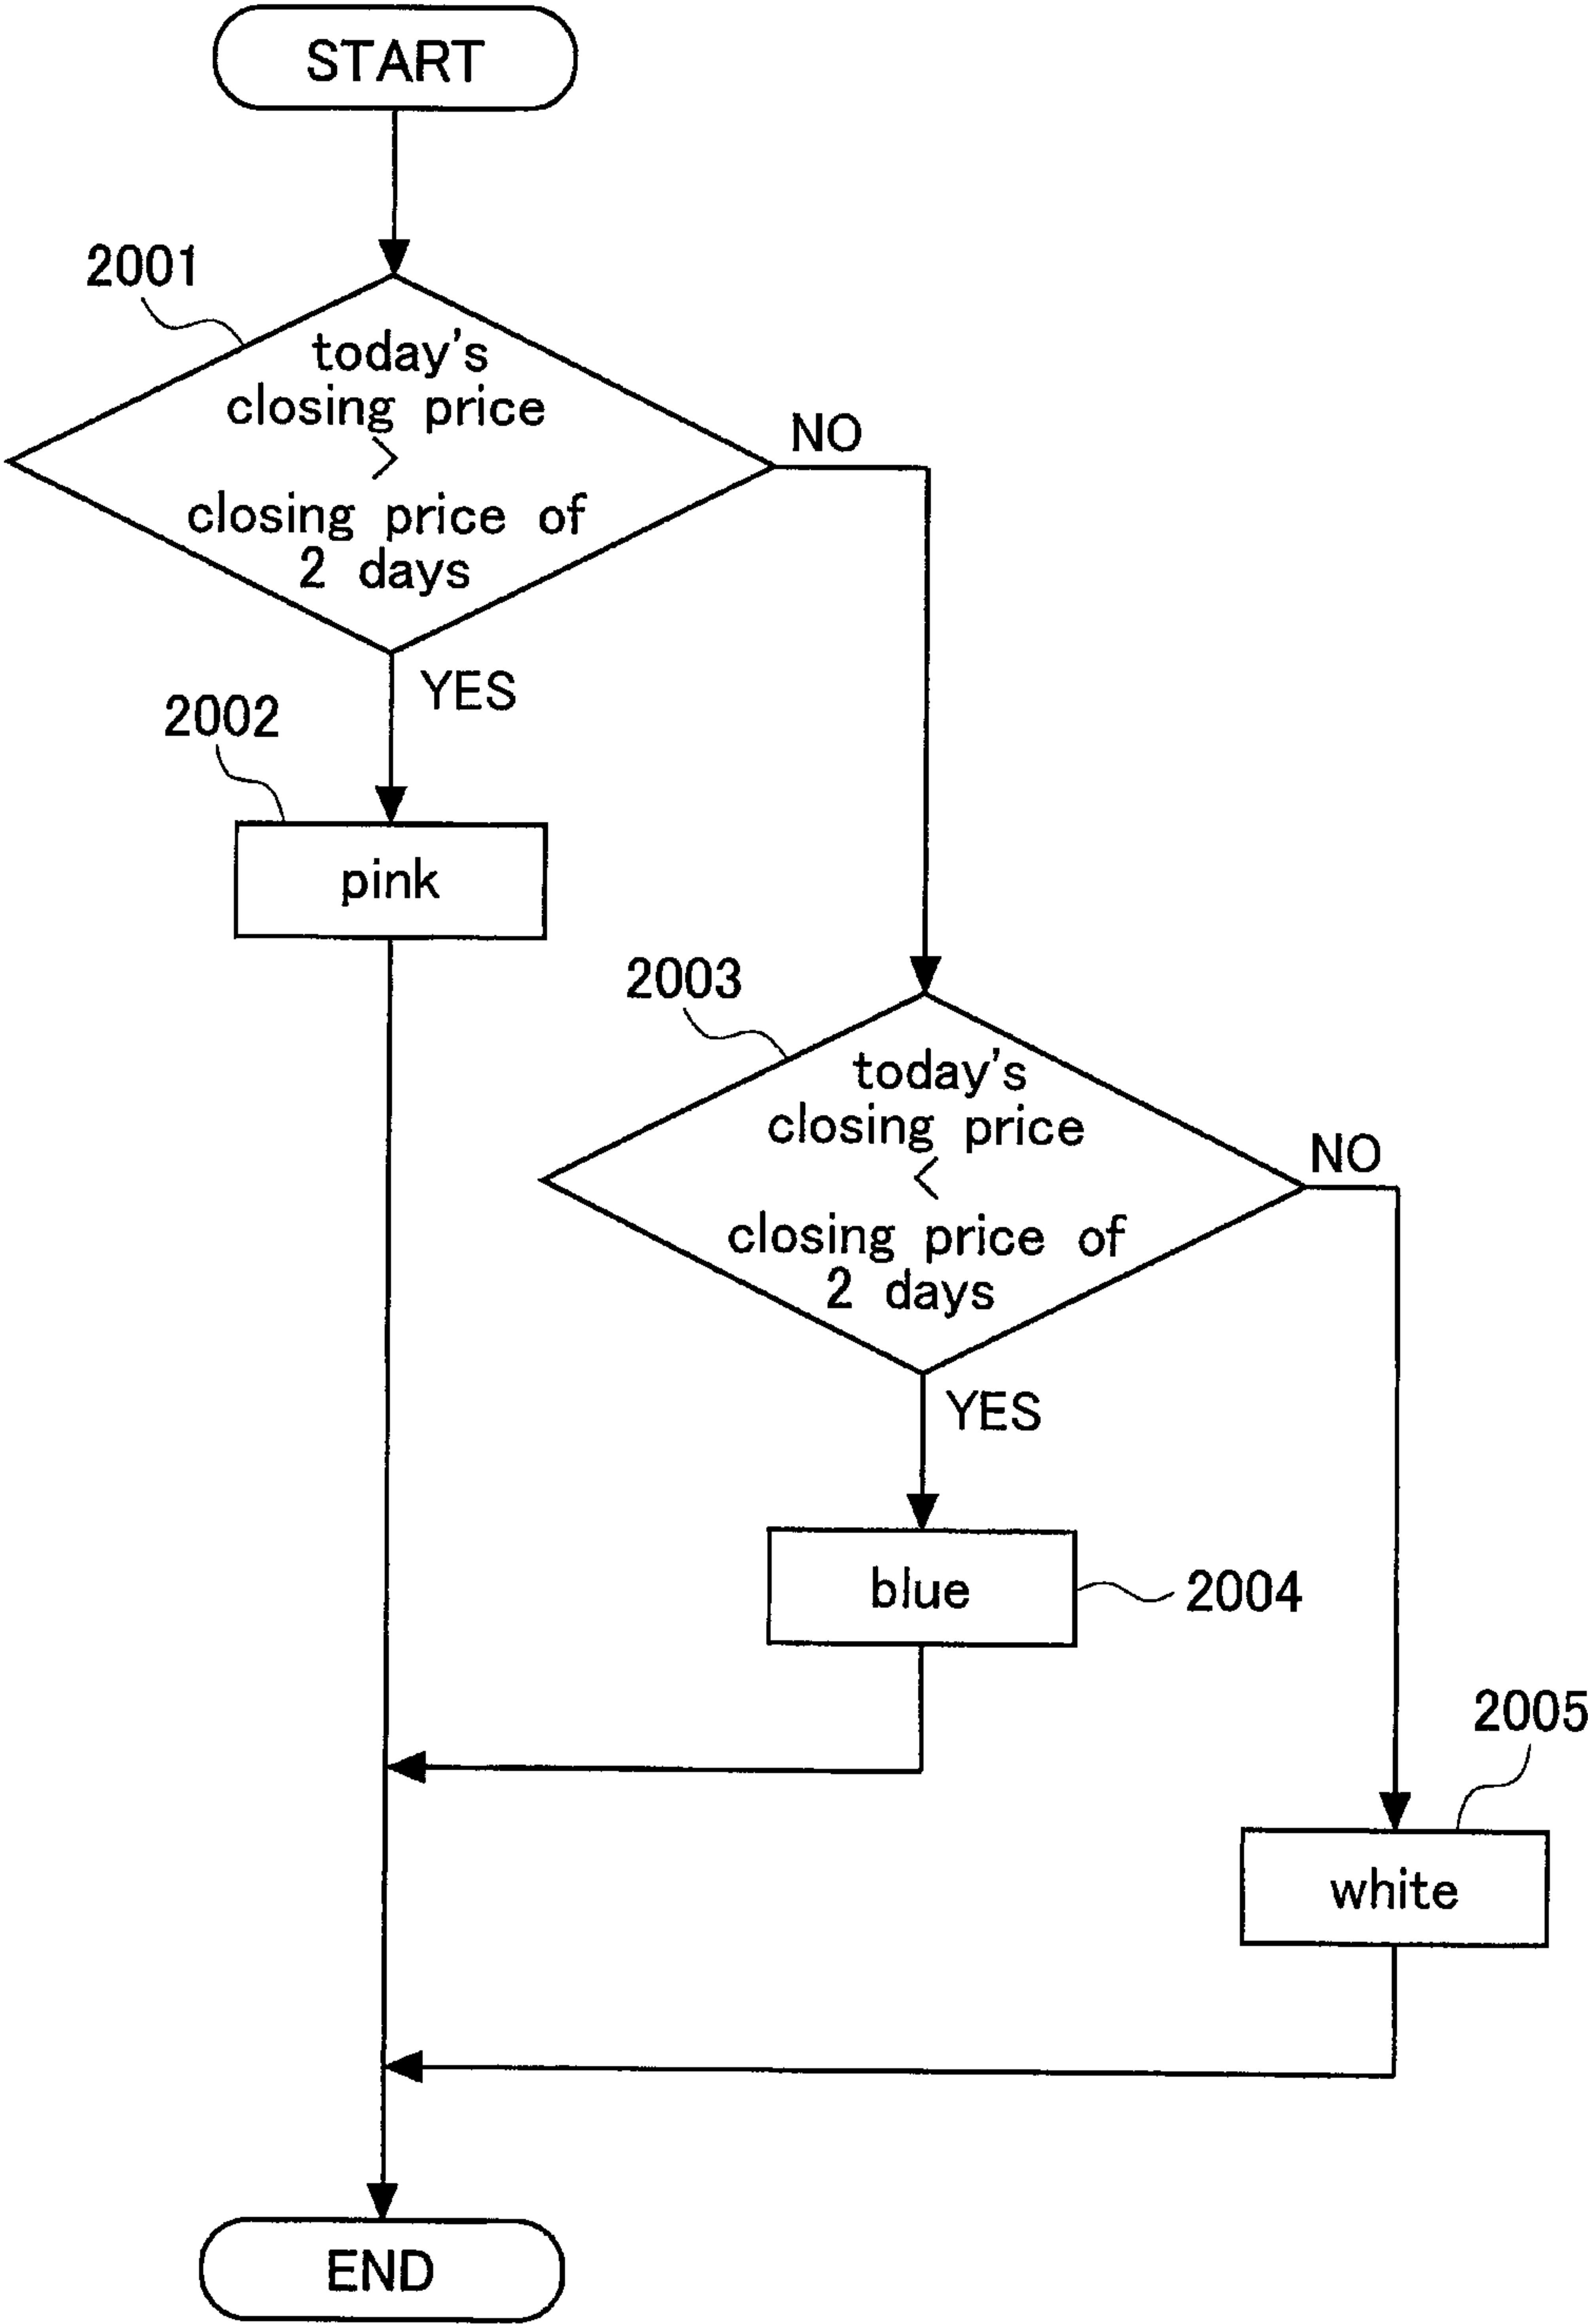 START
2001
today's
closing price
>
closing price of
2 days
NO
YES
2002
pink
2003
today's
closing price
<
closing price of
2 days
NO
YES
blue
2004
2005
white
END